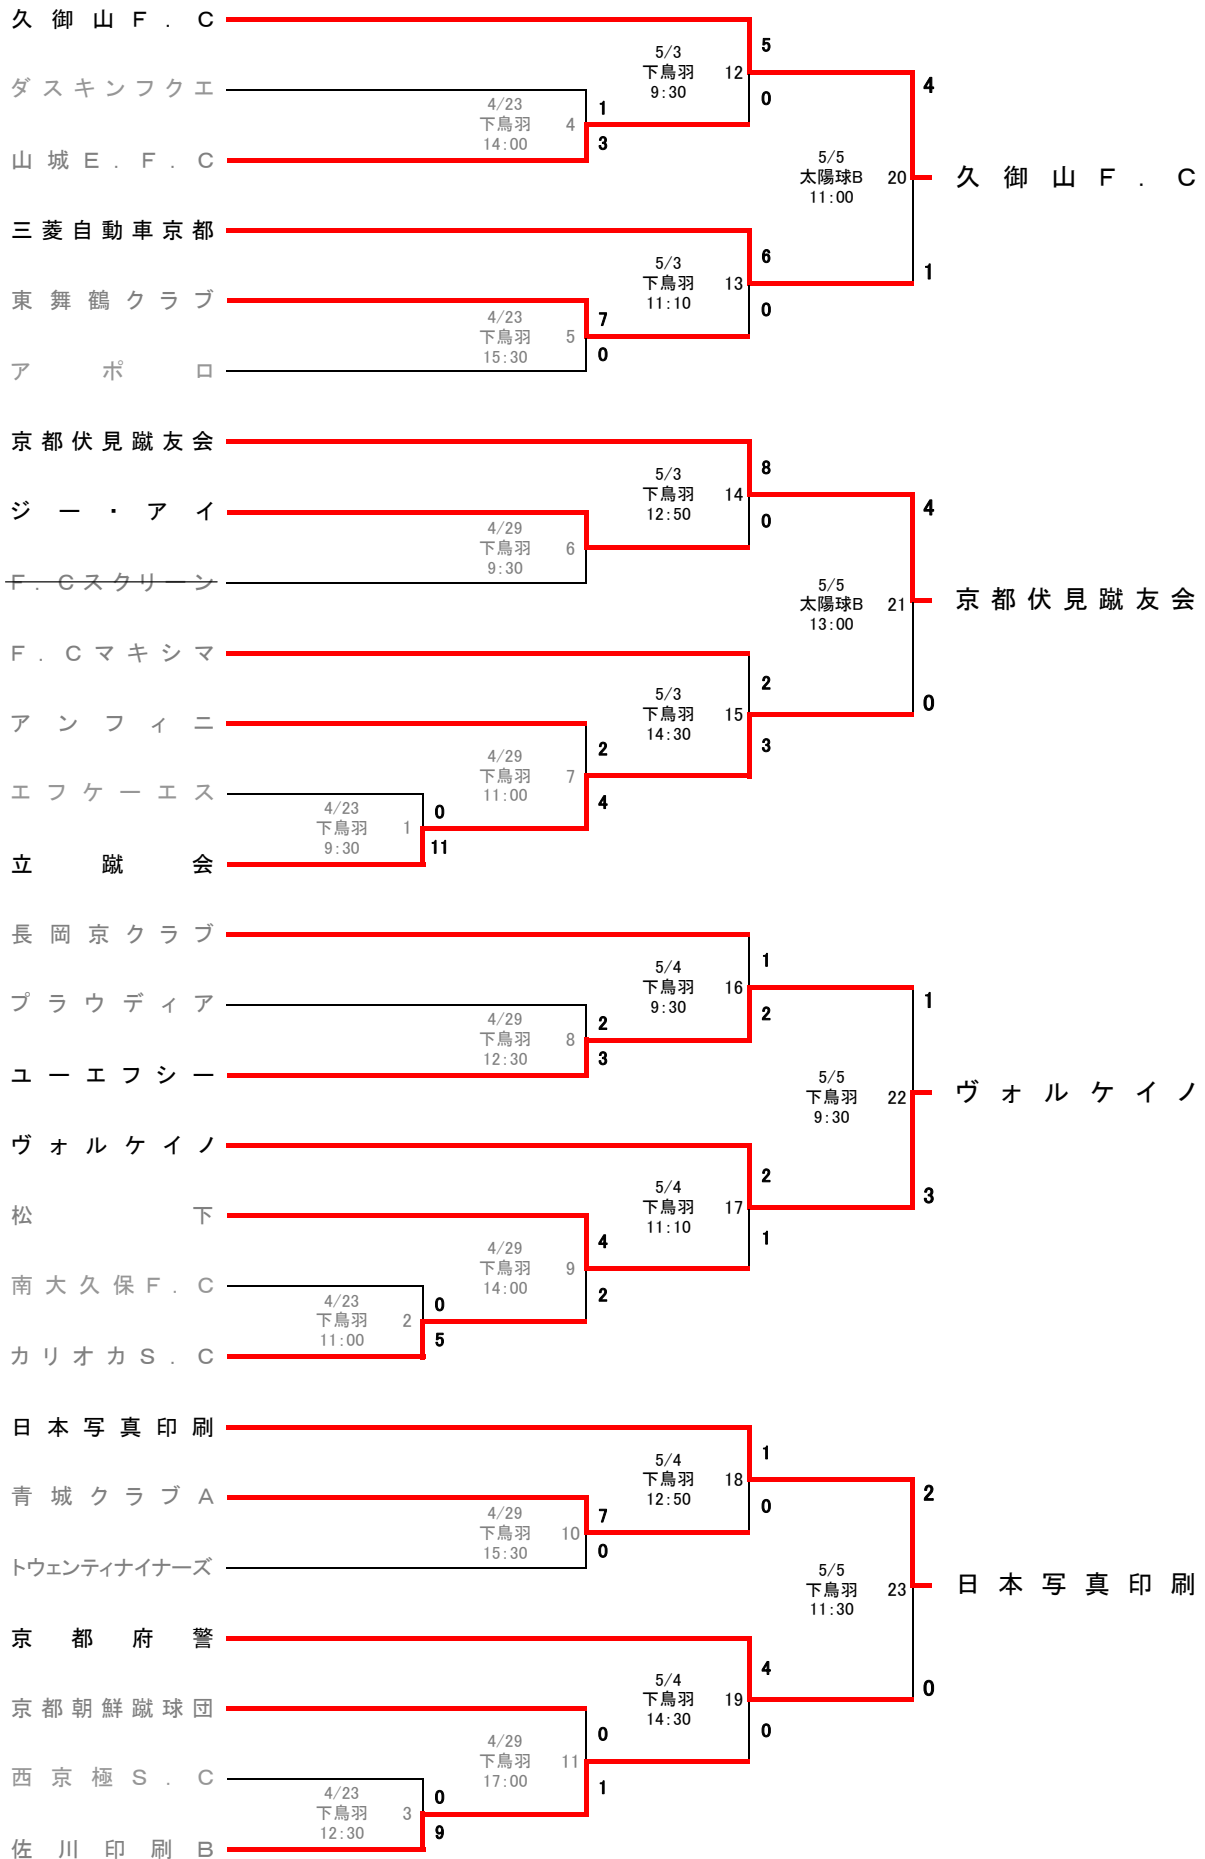 久御山Ｆ．Ｃ
5
5/3
下鳥羽 12
9:30
ダスキンフクエ
4
0
4/23
下鳥羽 4
14:00
1
3
山城Ｅ．Ｆ．Ｃ
5/5
太陽球B 20
11:00
久御山Ｆ．Ｃ
三菱自動車京都
6
5/3
下鳥羽 13
11:10
1
東舞鶴クラブ
0
4/23
下鳥羽 5
15:30
7
0
アポロ
京都伏見蹴友会
8
5/3
下鳥羽 14
12:50
4
ジー・アイ
0
4/29
下鳥羽 6
9:30
Ｆ．Ｃスクリーン
5/5
太陽球B 21
13:00
京都伏見蹴友会
Ｆ．Ｃマキシマ
2
5/3
下鳥羽 15
14:30
0
アンフィニ
3
2
4/29
下鳥羽 7
11:00
4
エフケーエス
4/23
下鳥羽 1
9:30
0
11
立蹴会
長岡京クラブ
1
5/4
下鳥羽 16
9:30
1
プラウディア
2
4/29
下鳥羽 8
12:30
2
3
ユーエフシー
5/5
下鳥羽 22
9:30
ヴォルケイノ
ヴォルケイノ
2
5/4
下鳥羽 17
11:10
3
松下
1
4
4/29
下鳥羽 9
14:00
2
南大久保Ｆ．Ｃ
4/23
下鳥羽 2
11:00
0
5
カリオカＳ．Ｃ
日本写真印刷
1
5/4
下鳥羽 18
12:50
2
青城クラブＡ
0
4/29
下鳥羽 10
15:30
7
0
トウェンティナイナーズ
5/5
下鳥羽 23
11:30
日本写真印刷
京都府警
4
5/4
下鳥羽 19
14:30
0
京都朝鮮蹴球団
0
0
4/29
下鳥羽 11
17:00
1
西京極Ｓ．Ｃ
4/23
下鳥羽 3
12:30
0
9
佐川印刷Ｂ